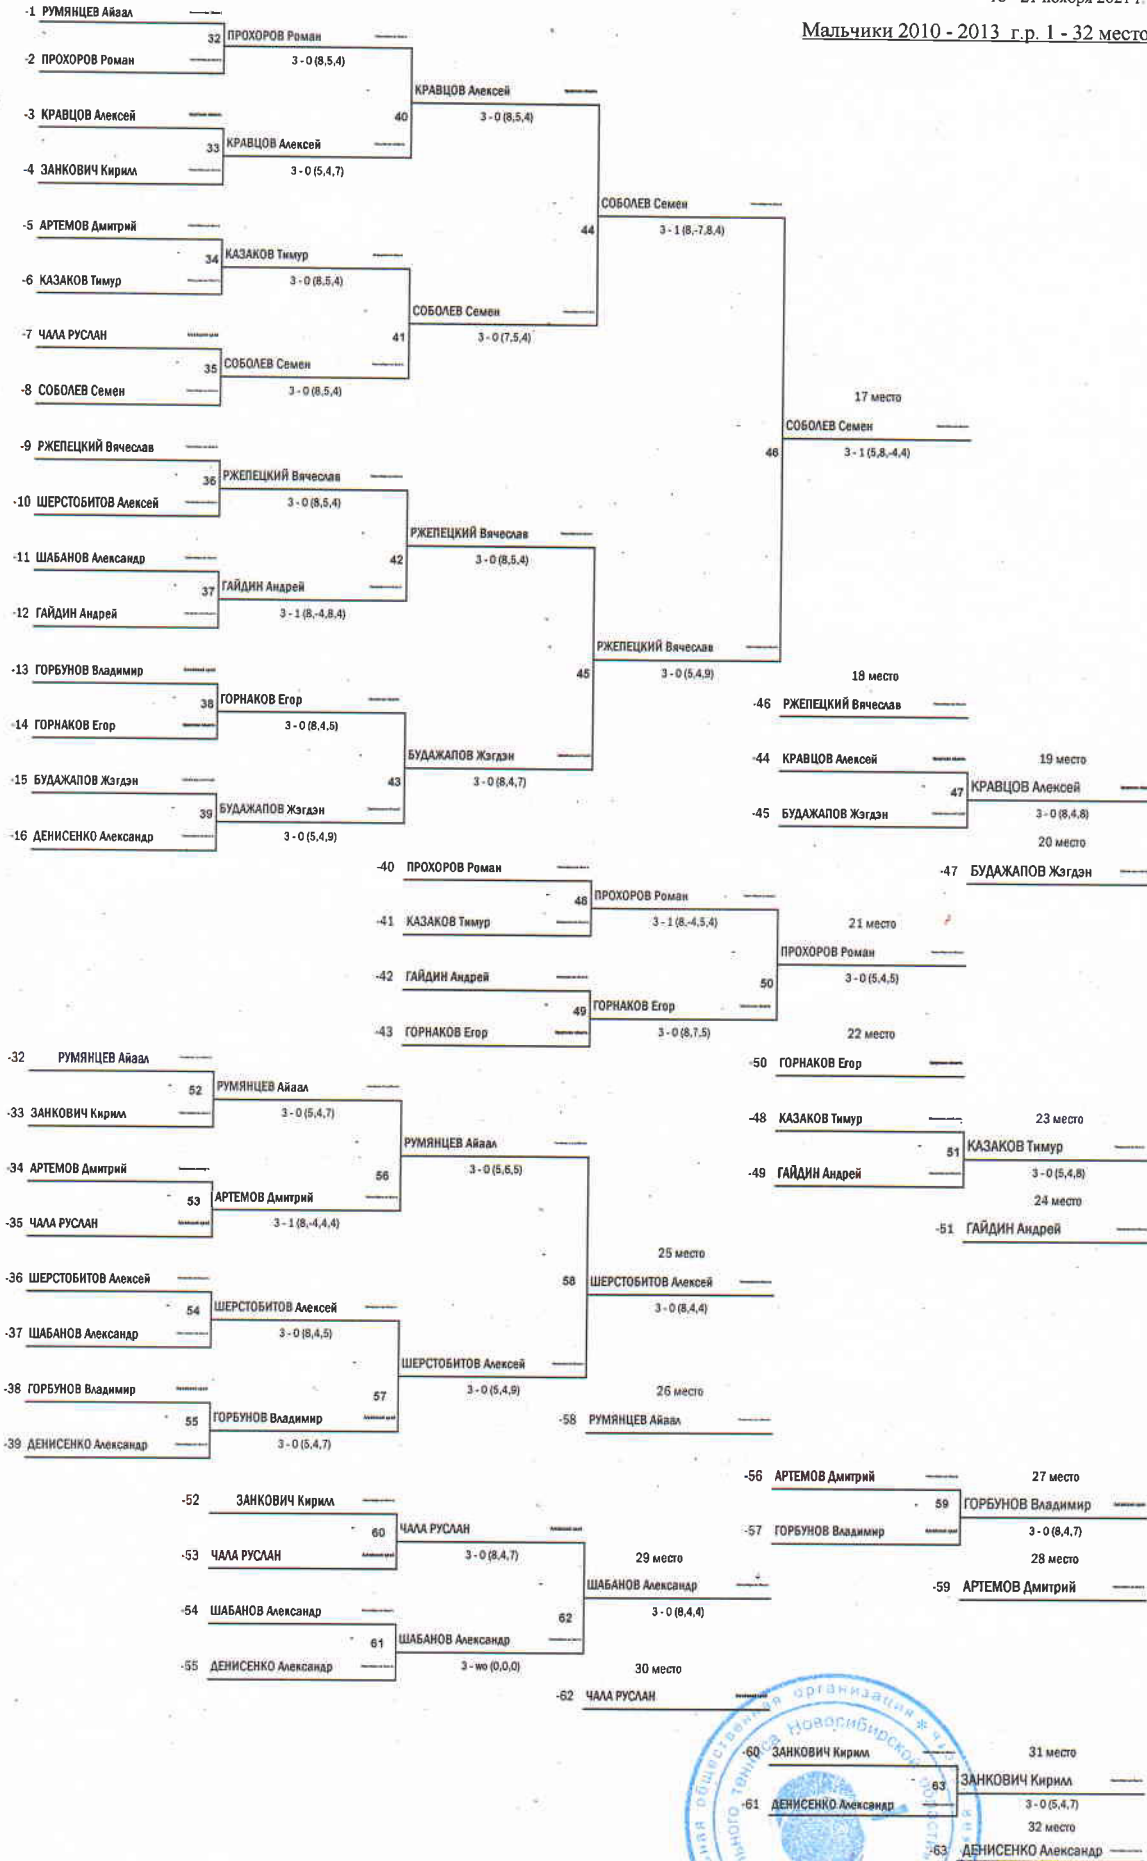 Мальчики 2010 - 2013 г.р. 1 - 32 место
-1 РУМЯНЦЕВ Айаал
32 ПРОХОРОВ Роман
-2 ПРОХОРОВ Роман
3 - 0 (8,5,4)
КРАВЦОВ Алексей
-3 КРАВЦОВ Алексей
40
3 - 0 (8,5,4)
33 КРАВЦОВ Алексей
-4 ЗАНКОВИЧ Кирилл
3 - 0 (5,4,7)
СОБОЛЕВ Семен
-5 АРТЕМОВ Дмитрий
44
3 - 1 (8,-7,8,4)
34 КАЗАКОВ Тимур
-6 КАЗАКОВ Тимур
3 - 0 (8,5,4)
СОБОЛЕВ Семен
-7 ЧАЛА РУСЛАН
41
3 - 0 (7,5,4)
35 СОБОЛЕВ Семен
-8 СОБОЛЕВ Семен
3 - 0 (8,5,4)
17 место
СОБОЛЕВ Семен
-9 РЖЕПЕЦКИЙ Вячеслав
46
3 - 1 (5,8,-4,4)
36 РЖЕПЕЦКИЙ Вячеслав
-10 ШЕРСТОБИТОВ Алексей
3 - 0 (8,5,4)
РЖЕПЕЦКИЙ Вячеслав
-11 ШАБАНОВ Александр
42
3 - 0 (8,5,4)
37 ГАЙДИН Андрей
-12 ГАЙДИН Андрей
3 - 1 (8,-4,8,4)
РЖЕПЕЦКИЙ Вячеслав
-13 ГОРБУНОВ Владимир
45
3 - 0 (5,4,9)
18 место
38 ГОРНАКОВ Егор
-46 РЖЕПЕЦКИЙ Вячеслав
-14 ГОРНАКОВ Егор
3 - 0 (8,4,5)
БУДАЖАПОВ Жэгдэн
-44 КРАВЦОВ Алексей
19 место
-15 БУДАЖАПОВ Жэгдэн
43
3 - 0 (8,4,7)
47 КРАВЦОВ Алексей
39 БУДАЖАПОВ Жэгдэн
-45 БУДАЖАПОВ Жэгдэн
3 - 0 (8,4,8)
-16 ДЕНИСЕНКО Александр
3 - 0 (5,4,9)
20 место
-40 ПРОХОРОВ Роман
-47 БУДАЖАПОВ Жэгдэн
48 ПРОХОРОВ Роман
-41 КАЗАКОВ Тимур
3 - 1 (8,-4,5,4)
21 место
ПРОХОРОВ Роман
-42 ГАЙДИН Андрей
50
3 - 0 (5,4,5)
49 ГОРНАКОВ Егор
-43 ГОРНАКОВ Егор
3 - 0 (8,7,5)
22 место
-32 РУМЯНЦЕВ Айаал
-50 ГОРНАКОВ Егор
52 РУМЯНЦЕВ Айаал
-33 ЗАНКОВИЧ Кирилл
3 - 0 (5,4,7)
-48 КАЗАКОВ Тимур
23 место
РУМЯНЦЕВ Айаал
51 КАЗАКОВ Тимур
-34 АРТЕМОВ Дмитрий
56
3 - 0 (5,6,5)
-49 ГАЙДИН Андрей
3 - 0 (5,4,8)
53 АРТЕМОВ Дмитрий
24 место
-35 ЧАЛА РУСЛАН
3 - 1 (8,-4,4,4)
-51 ГАЙДИН Андрей
25 место
-36 ШЕРСТОБИТОВ Алексей
58 ШЕРСТОБИТОВ Алексей
54 ШЕРСТОБИТОВ Алексей
3 - 0 (8,4,4)
-37 ШАБАНОВ Александр
3 - 0 (8,4,5)
ШЕРСТОБИТОВ Алексей
-38 ГОРБУНОВ Владимир
57
3 - 0 (5,4,9)
26 место
55 ГОРБУНОВ Владимир
-58 РУМЯНЦЕВ Айаал
-39 ДЕНИСЕНКО Александр
3 - 0 (5,4,7)
-56 АРТЕМОВ Дмитрий
27 место
-52 ЗАНКОВИЧ Кирилл
59 ГОРБУНОВ Владимир
60 ЧАЛА РУСЛАН
-57 ГОРБУНОВ Владимир
3 - 0 (8,4,7)
-53 ЧАЛА РУСЛАН
3 - 0 (8,4,7)
29 место
28 место
ШАБАНОВ Александр
-59 АРТЕМОВ Дмитрий
-54 ШАБАНОВ Александр
62
3 - 0 (8,4,4)
61 ШАБАНОВ Александр
-55 ДЕНИСЕНКО Александр
3 - wo (0,0,0)
30 место
-62 ЧАЛА РУСЛАН
-60 ЗАНКОВИЧ Кирилл
31 место
63 ЗАНКОВИЧ Кирилл
-61 ДЕНИСЕНКО Александр
3 - 0 (5,4,7)
32 место
-63 ДЕНИСЕНКО Александр
общественная организация
тенниса Новосибирской области